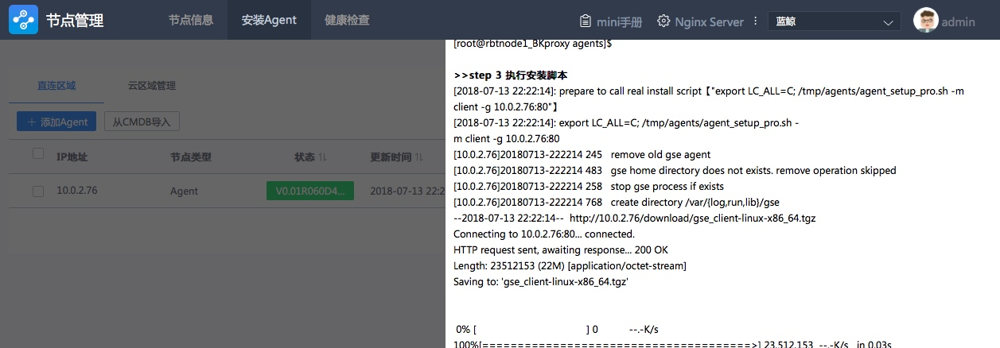 节点管理
节点信息
安装Agent
健康检查
mini手册
Nginx Server
蓝鲸
admin
直连区域
云区域管理
+ 添加Agent
从CMDB导入
IP地址
节点类型
状态
更新时间
10.0.2.76
Agent
V0.01R060D4...
2018-07-13 22:2
[root@rbtnode1_BKproxy agents]$
>>step 3 执行安装脚本
[2018-07-13 22:22:14]: prepare to call real install script【"export LC_ALL=C; /tmp/agents/agent_setup_pro.sh -m
client -g 10.0.2.76:80"】
[2018-07-13 22:22:14]: export LC_ALL=C; /tmp/agents/agent_setup_pro.sh -
m client -g 10.0.2.76:80
[10.0.2.76]20180713-222214 245 remove old gse agent
[10.0.2.76]20180713-222214 483 gse home directory does not exists. remove operation skipped
[10.0.2.76]20180713-222214 258 stop gse process if exists
[10.0.2.76]20180713-222214 768 create directory /var/{log,run,lib}/gse
--2018-07-13 22:22:14-- http://10.0.2.76/download/gse_client-linux-x86_64.tgz
Connecting to 10.0.2.76:80... connected.
HTTP request sent, awaiting response... 200 OK
Length: 23512153 (22M) [application/octet-stream]
Saving to: 'gse_client-linux-x86_64.tgz'
0% [ ] 0 --.-K/s
100%[======================================>] 23,512,153 --.-K/s in 0.03s